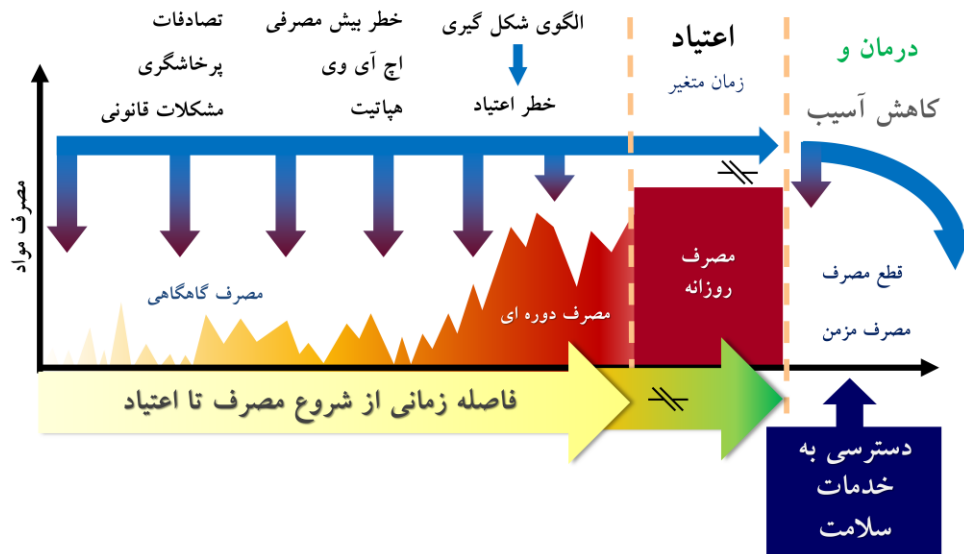 درمان و
کاهش آسیب
اعتیاد
زمان متغیر
الگوی شکل گیری
خطر اعتیاد
خطر بیش مصرفی
اچ آی وی
هپاتیت
تصادفات
پرخاشگری
مشکلات قانونی
مصرف مواد
مصرف گاهگاهی
مصرف دوره ای
مصرف
روزانه
قطع مصرف
مصرف مزمن
فاصله زمانی از شروع مصرف تا اعتیاد
دسترسی به
خدمات
سلامت